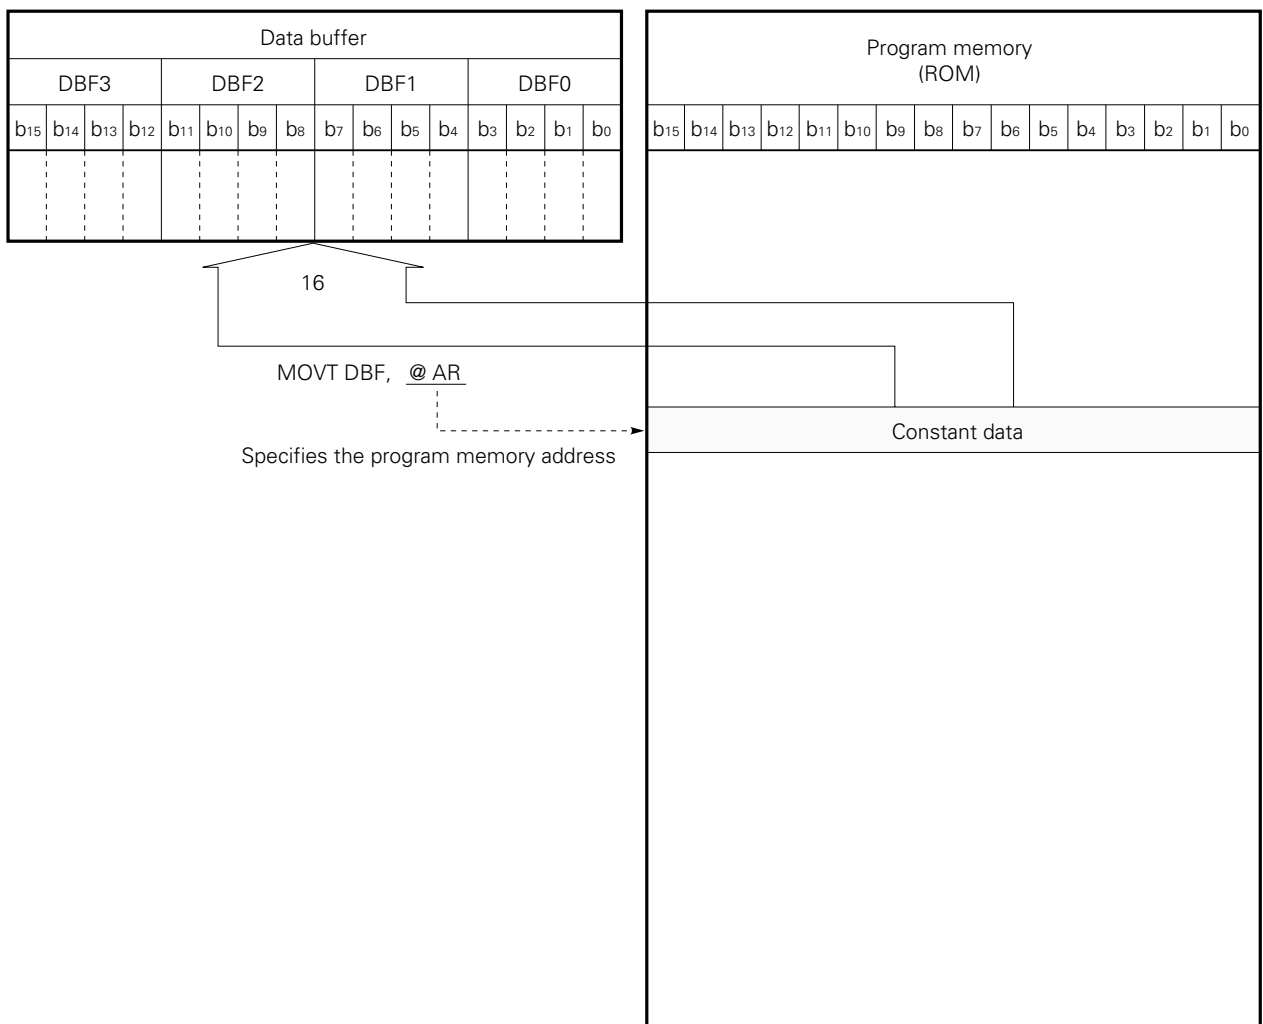 Data buffer
DBF3 DBF2 DBF1 DBF0
b15 b14 b13 b12 b11 b10 b9 b8 b7 b6 b5 b4 b3 b2 b1 b0
Program memory
(ROM)
b15 b14 b13 b12 b11 b10 b9 b8 b7 b6 b5 b4 b3 b2 b1 b0
16
MOVT DBF, @ AR
Specifies the program memory address
Constant data